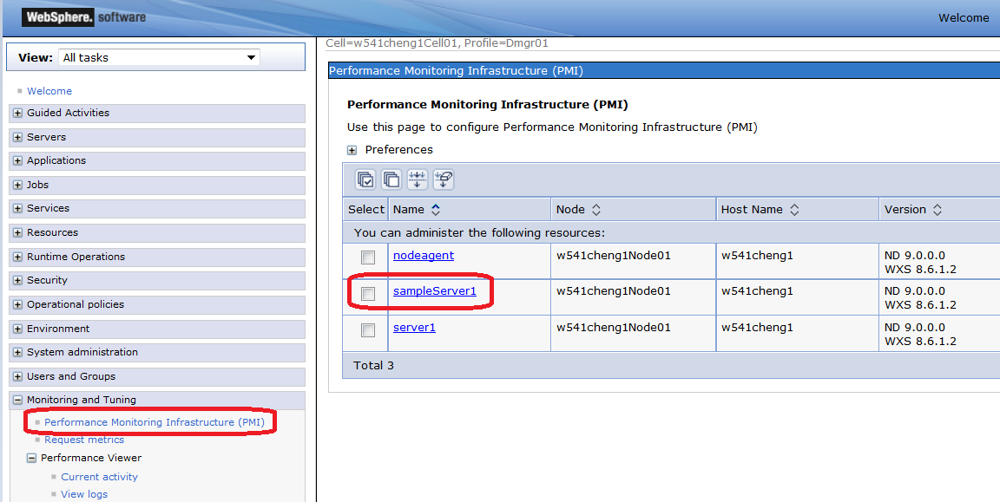 WebSphere. software
Welcome
View: All tasks
Welcome
Guided Activities
Servers
Applications
Jobs
Services
Resources
Runtime Operations
Security
Operational policies
Environment
System administration
Users and Groups
Monitoring and Tuning
Performance Monitoring Infrastructure (PMI)
Request metrics
Performance Viewer
Current activity
View logs
Cell=w541cheng1Cell01, Profile=Dmgr01
Performance Monitoring Infrastructure (PMI)
Performance Monitoring Infrastructure (PMI)
Use this page to configure Performance Monitoring Infrastructure (PMI)
Preferences
Select Name Node Host Name Version
You can administer the following resources:
nodeagent w541cheng1Node01 w541cheng1 ND 9.0.0.0
WXS 8.6.1.2
sampleServer1 w541cheng1Node01 w541cheng1 ND 9.0.0.0
WXS 8.6.1.2
server1 w541cheng1Node01 w541cheng1 ND 9.0.0.0
WXS 8.6.1.2
Total 3